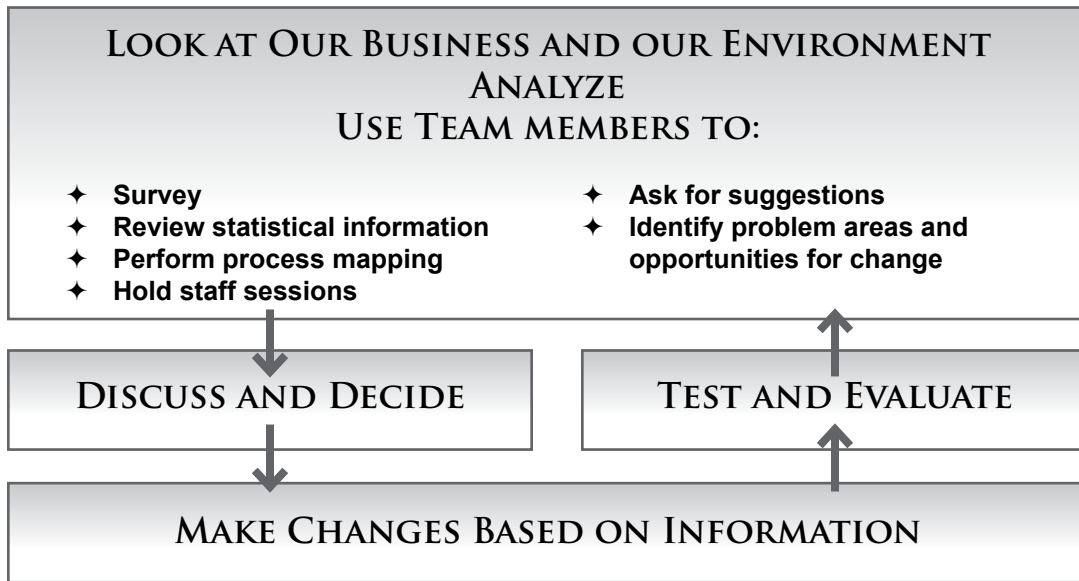 Look at Our Business and our Environment
Analyze
Use Team members to:
✦ Survey
✦ Review statistical information
✦ Perform process mapping
✦ Hold staff sessions
✦ Ask for suggestions
✦ Identify problem areas and
opportunities for change
Discuss and Decide
Test and Evaluate
Make Changes Based on Information